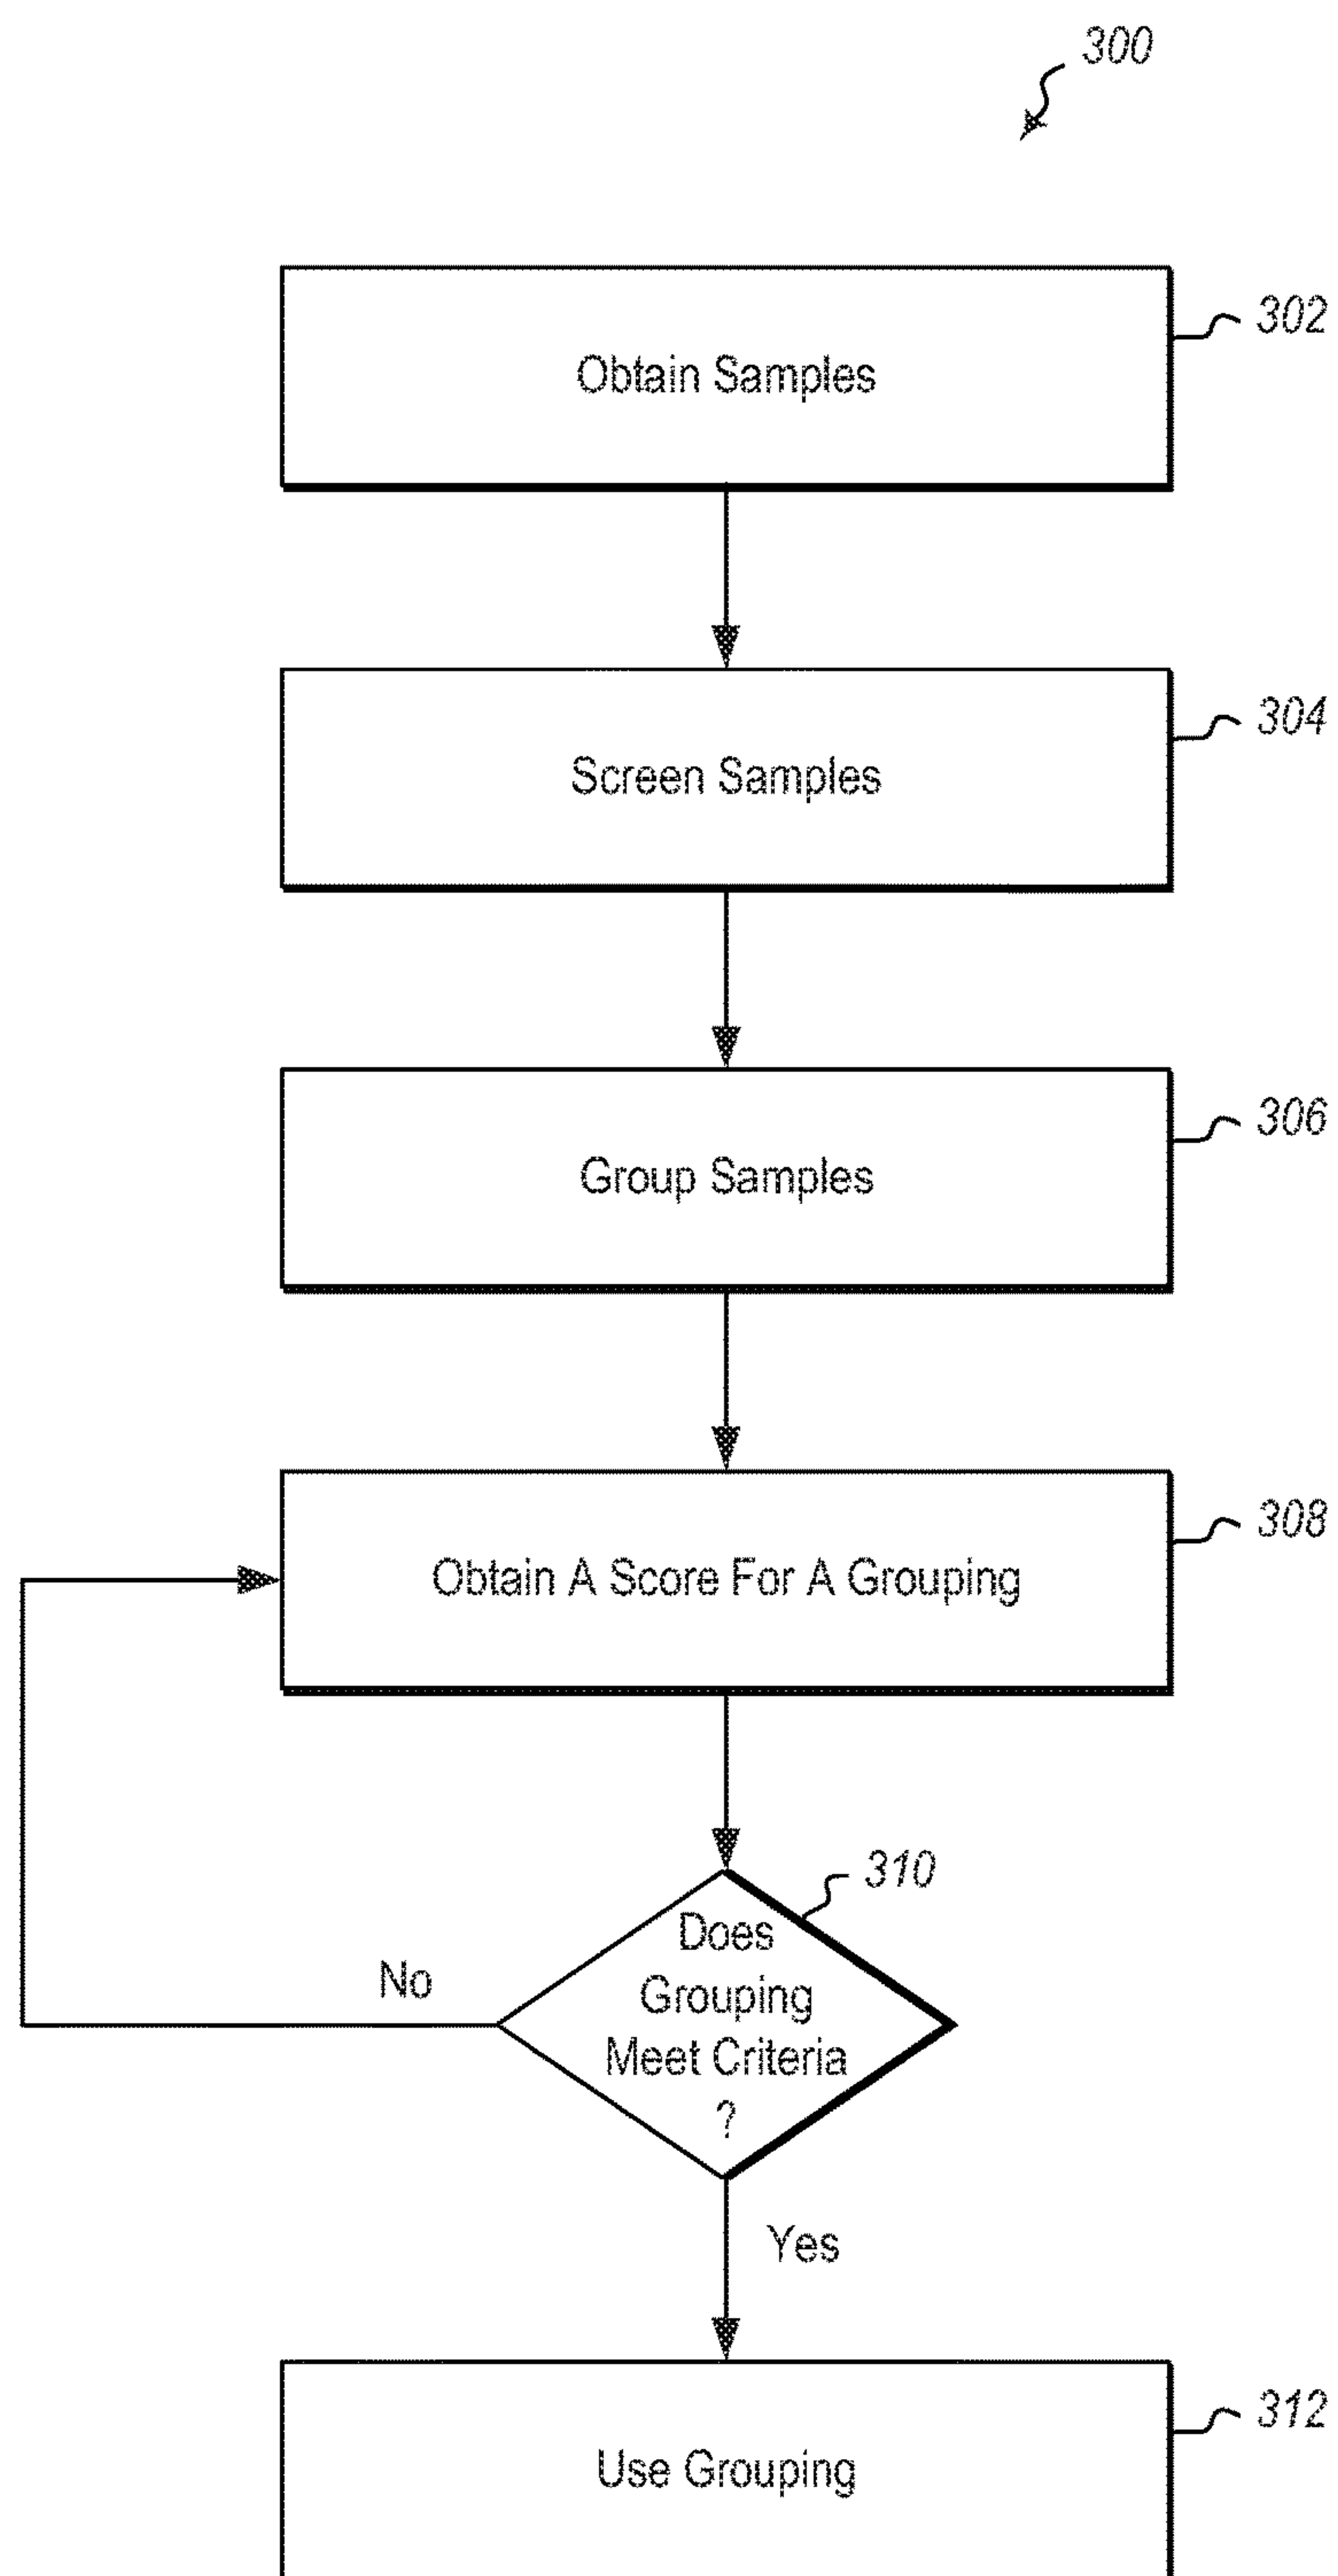 300
Obtain Samples
302
Screen Samples
304
Group Samples
306
Obtain A Score For A Grouping
308
310
Does
Grouping
Meet Criteria
?
No
Yes
Use Grouping
312